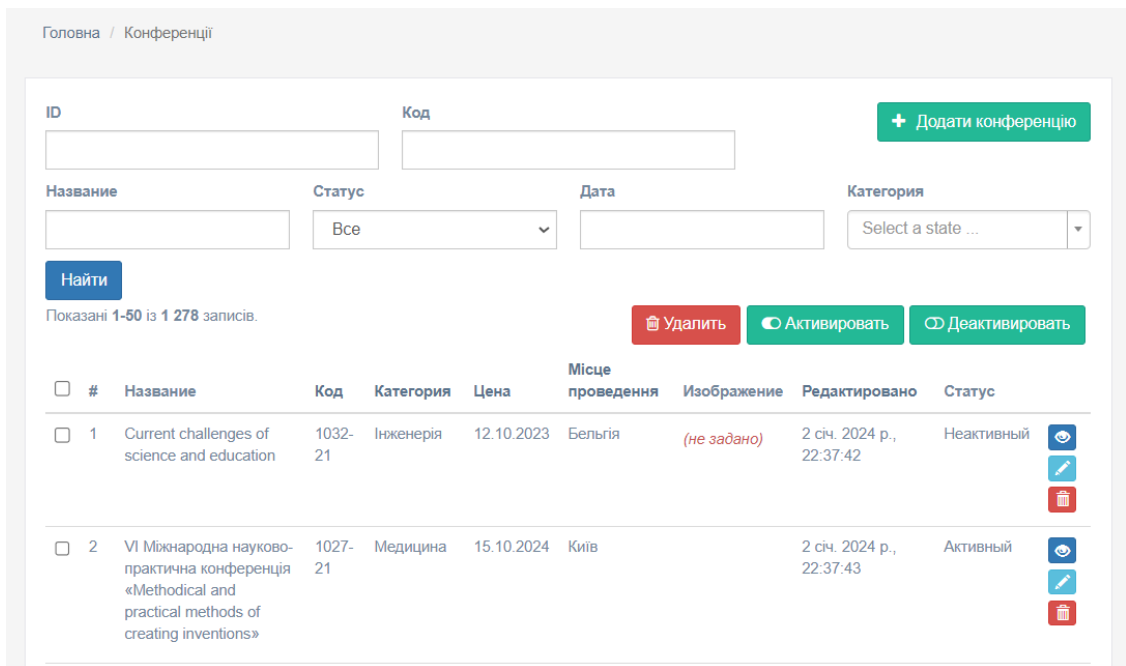 Головна / Конференції
ID
Код
Додати конференцію
Название
Статус
Дата
Категория
Все
Select a state ...
Найти
Показані 1-50 із 1 278 записів.
Удалить
Активировать
Деактивировать
# Название Код Категория Цена Місце проведення Изображение Редактировано Статус
1 Current challenges of 1032- Інженерія 12.10.2023 Бельгія (не задано) 2 січ. 2024 р., Неактивный
science and education 21 22:37:42
2 VI Міжнародна науково- 1027- Медицина 15.10.2024 Київ 2 січ. 2024 р., Активный
практична конференція 21 22:37:43
«Methodical and
practical methods of
creating inventions»